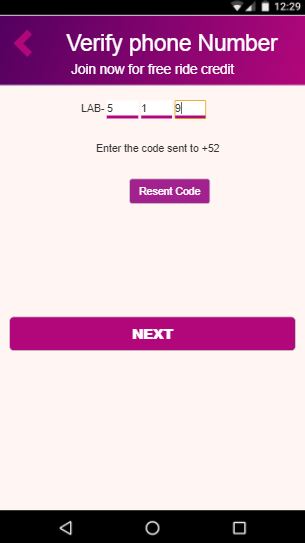 12:29
Verify phone Number
Join now for free ride credit
LAB- 5 1 9
Enter the code sent to +52
Resent Code
NEXT